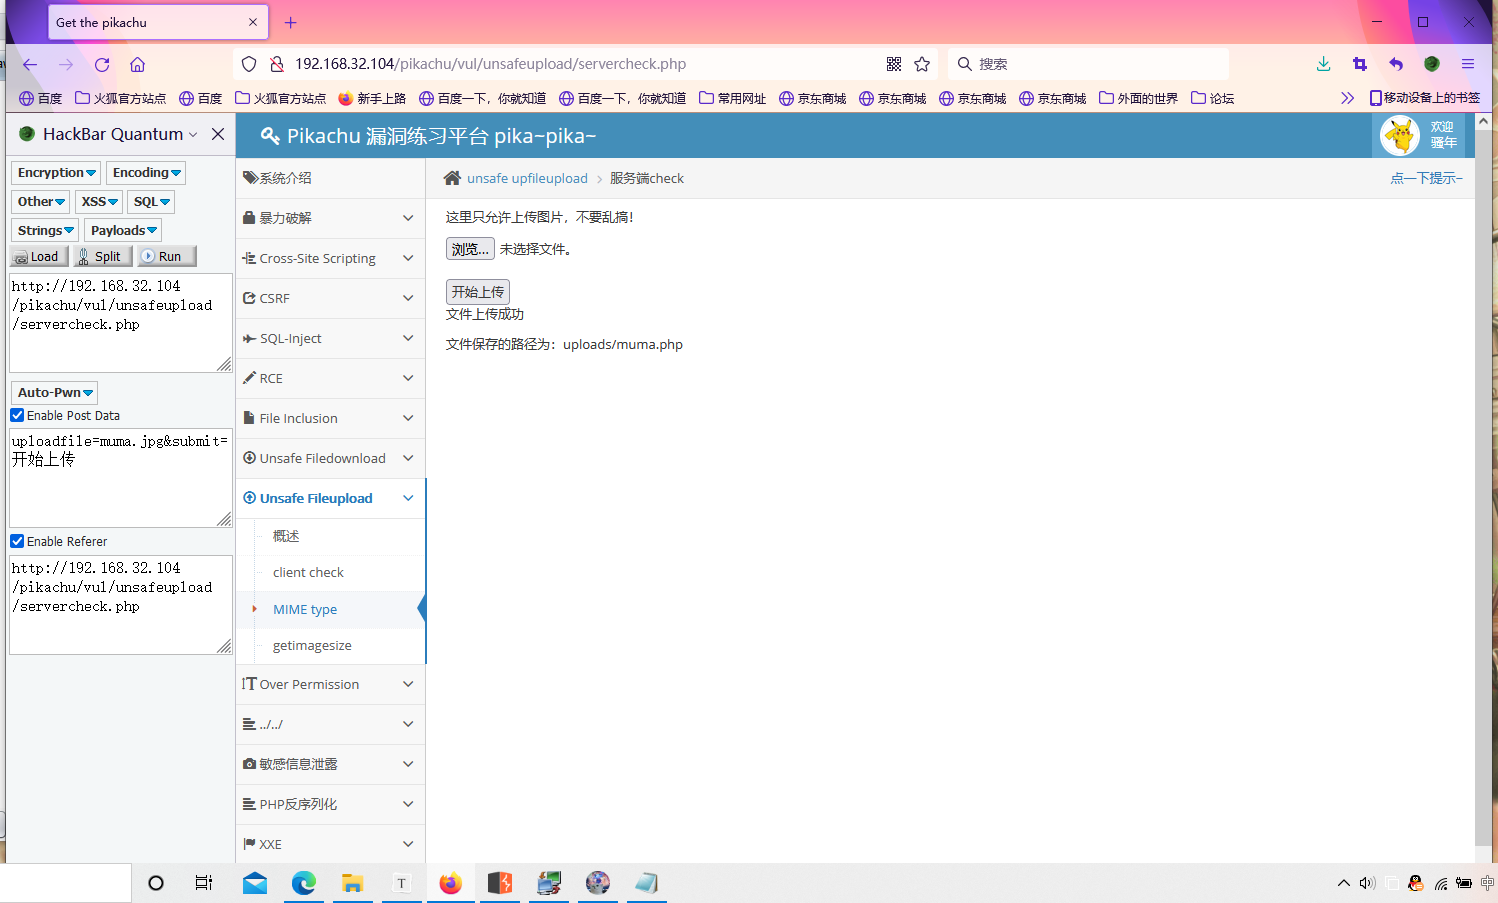 Get the pikachu
192.168.32.104/pikachu/vul/unsafeupload/servercheck.php
搜索
百度
火狐官方站点
百度
火狐官方站点
新手上路
百度一下，你就知道
百度一下，你就知道
常用网址
京东商城
京东商城
京东商城
京东商城
外面的世界
论坛
移动设备上的书签
HackBar Quantum
Encryption
Encoding
Other
XSS
SQL
Strings
Payloads
Load
Split
Run
http://192.168.32.104
/pikachu/vul/unsafeupload
/servercheck.php
Auto-Pwn
Enable Post Data
uploadfile=muma.jpg&submit=
开始上传
Enable Referer
http://192.168.32.104
/pikachu/vul/unsafeupload
/servercheck.php
Pikachu 漏洞练习平台 pika~pika~
欢迎
骚年
系统介绍
暴力破解
Cross-Site Scripting
CSRF
SQL-Inject
RCE
File Inclusion
Unsafe Filedownload
Unsafe Fileupload
概述
client check
MIME type
getimagesize
Over Permission
../../
敏感信息泄露
PHP反序列化
XXE
unsafe upfileupload
服务端check
点一下提示~
这里只允许上传图片，不要乱搞！
浏览... 未选择文件。
开始上传
文件上传成功
文件保存的路径为：uploads/muma.php
T
中